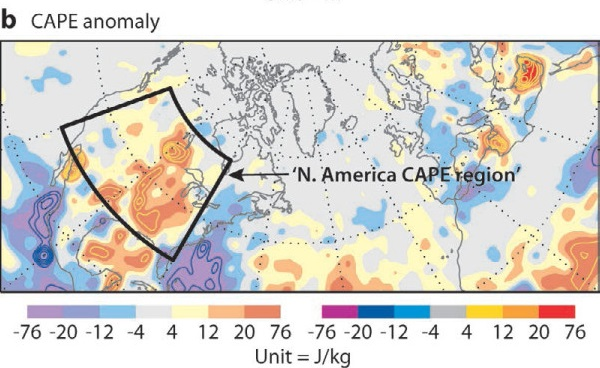 b CAPE anomaly
'N. America CAPE region'
-76 -20 -12 -4 4 12 20 76 -76 -20 -12 -4 4 12 20 76
Unit = J/kg